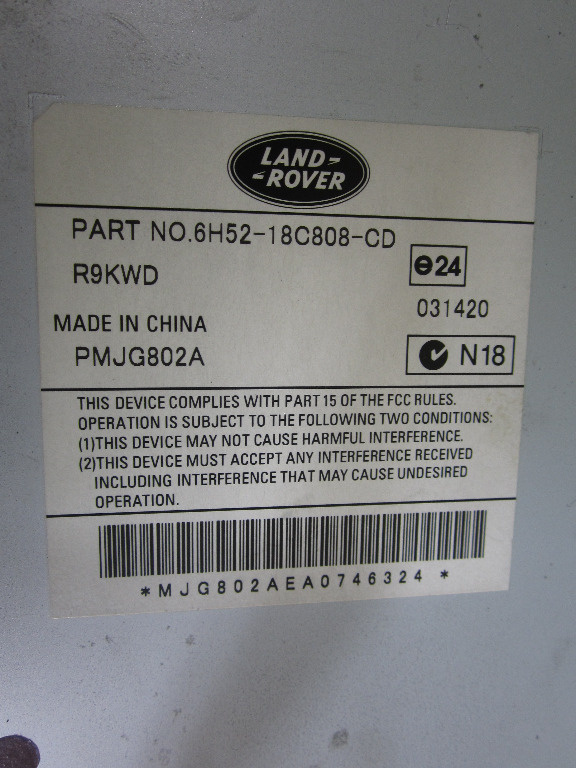 LAND-
-ROVER
PART NO.6H52-18C808-CD
R9KWD
e24
031420
MADE IN CHINA
PMJG802A
N18
THIS DEVICE COMPLIES WITH PART 15 OF THE FCC RULES.
OPERATION IS SUBJECT TO THE FOLLOWING TWO CONDITIONS:
(1)THIS DEVICE MAY NOT CAUSE HARMFUL INTERFERENCE.
(2)THIS DEVICE MUST ACCEPT ANY INTERFERENCE RECEIVED
INCLUDING INTERFERENCE THAT MAY CAUSE UNDESIRED
OPERATION.
*MJG802AEA0746324 *